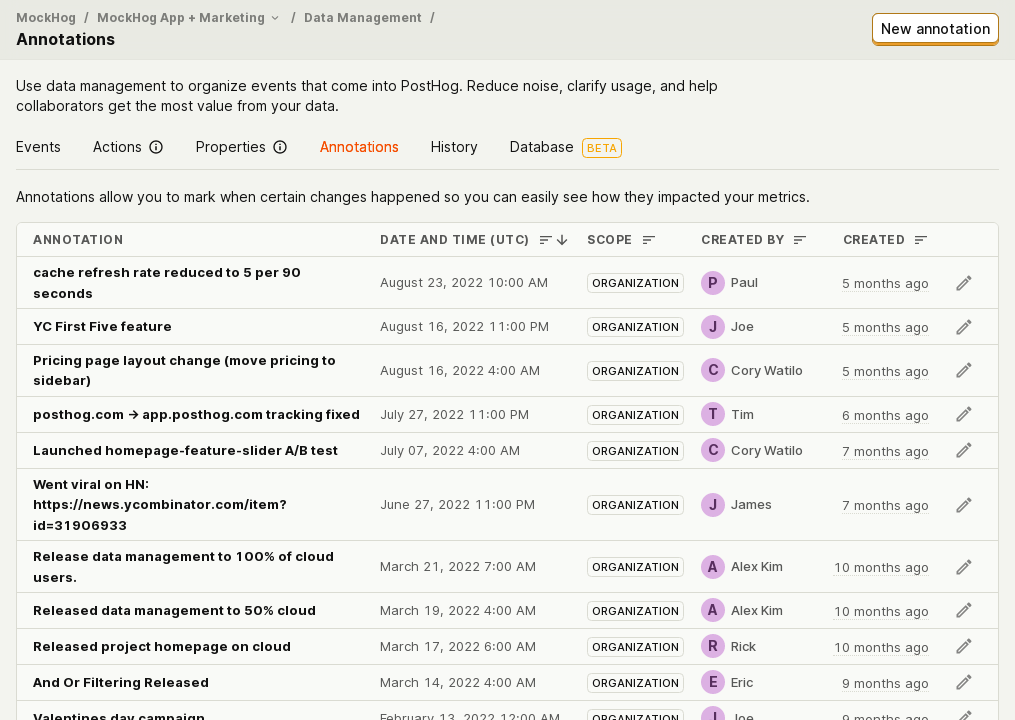 MockHog / MockHog App + Marketing / Data Management /
Annotations
New annotation
Use data management to organize events that come into PostHog. Reduce noise, clarify usage, and help
collaborators get the most value from your data.
Events Actions Properties Annotations History Database BETA
Annotations allow you to mark when certain changes happened so you can easily see how they impacted your metrics.
ANNOTATION DATE AND TIME (UTC) SCOPE CREATED BY CREATED
cache refresh rate reduced to 5 per 90
seconds
August 23, 2022 10:00 AM ORGANIZATION P Paul 5 months ago
YC First Five feature August 16, 2022 11:00 PM ORGANIZATION J Joe 5 months ago
Pricing page layout change (move pricing to
sidebar)
August 16, 2022 4:00 AM ORGANIZATION C Cory Watilo 5 months ago
posthog.com → app.posthog.com tracking fixed July 27, 2022 11:00 PM ORGANIZATION T Tim 6 months ago
Launched homepage-feature-slider A/B test July 07, 2022 4:00 AM ORGANIZATION C Cory Watilo 7 months ago
Went viral on HN:
https://news.ycombinator.com/item?
id=31906933
June 27, 2022 11:00 PM ORGANIZATION J James 7 months ago
Release data management to 100% of cloud
users.
March 21, 2022 7:00 AM ORGANIZATION A Alex Kim 10 months ago
Released data management to 50% cloud March 19, 2022 4:00 AM ORGANIZATION A Alex Kim 10 months ago
Released project homepage on cloud March 17, 2022 6:00 AM ORGANIZATION R Rick 10 months ago
And Or Filtering Released March 14, 2022 4:00 AM ORGANIZATION E Eric 9 months ago
Valentines day campaign February 13, 2022 12:00 AM ORGANIZATION J Joe 9 months ago